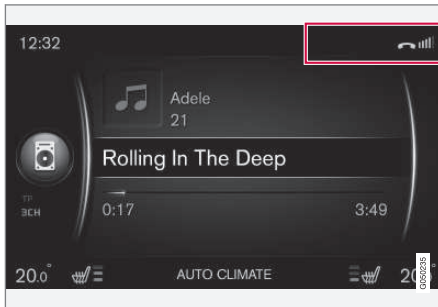 12:32
Adele
21
Rolling In The Deep
TP
3CH
0:17
3:49
20.0°
AUTO CLIMATE
20
G050235